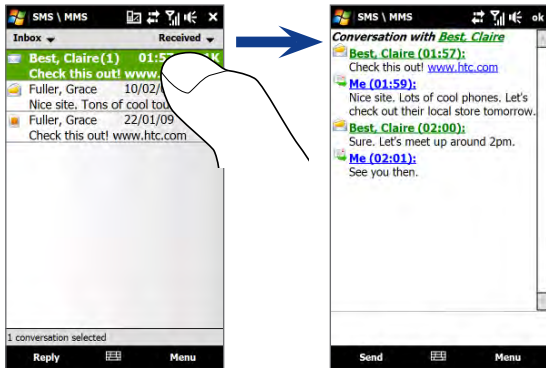 SMS \ MMS
Inbox
Received
Best, Claire (1) 01:57 K
Check this out! www.
Fuller, Grace 10/02/
Nice site. Tons of cool tou
Fuller, Grace 22/01/09
Check this out! www.htc.com
1 conversation selected
Reply
Menu
SMS \ MMS
ok
Conversation with Best, Claire
Best, Claire (01:57):
Check this out! www.htc.com
Me (01:59):
Nice site. Lots of cool phones. Let's
check out their local store tomorrow.
Best, Claire (02:00):
Sure. Let's meet up around 2pm.
Me (02:01):
See you then.
Send
Menu